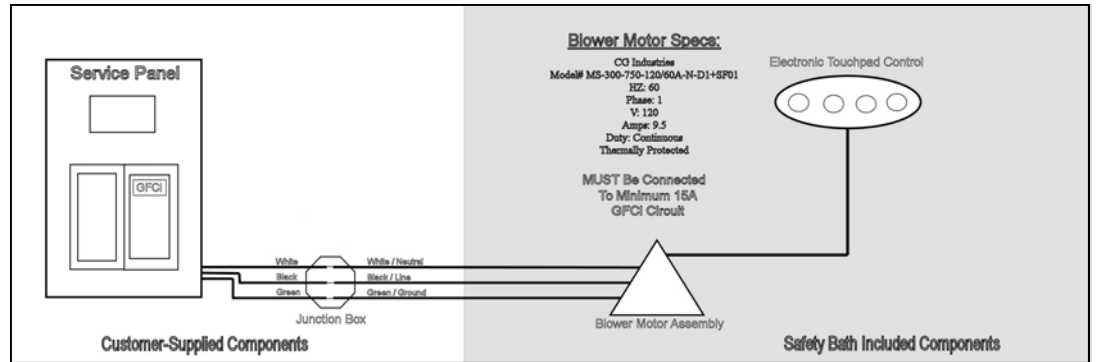 Blower Motor Specs:
CG Industries
Model# MS-300-750-120/60A-N-D1+SF01
HZ: 60
Phase: 1
V: 120
Amps: 9.5
Duty: Continuous
Thermally Protected
MUST Be Connected
To Minimum 15A
GFCI Circuit
Service Panel
GFCI
Electronic Touchpad Control
White
White / Neutral
Black
Black / Line
Green
Green / Ground
Junction Box
Blower Motor Assembly
Customer-Supplied Components
Safety Bath Included Components